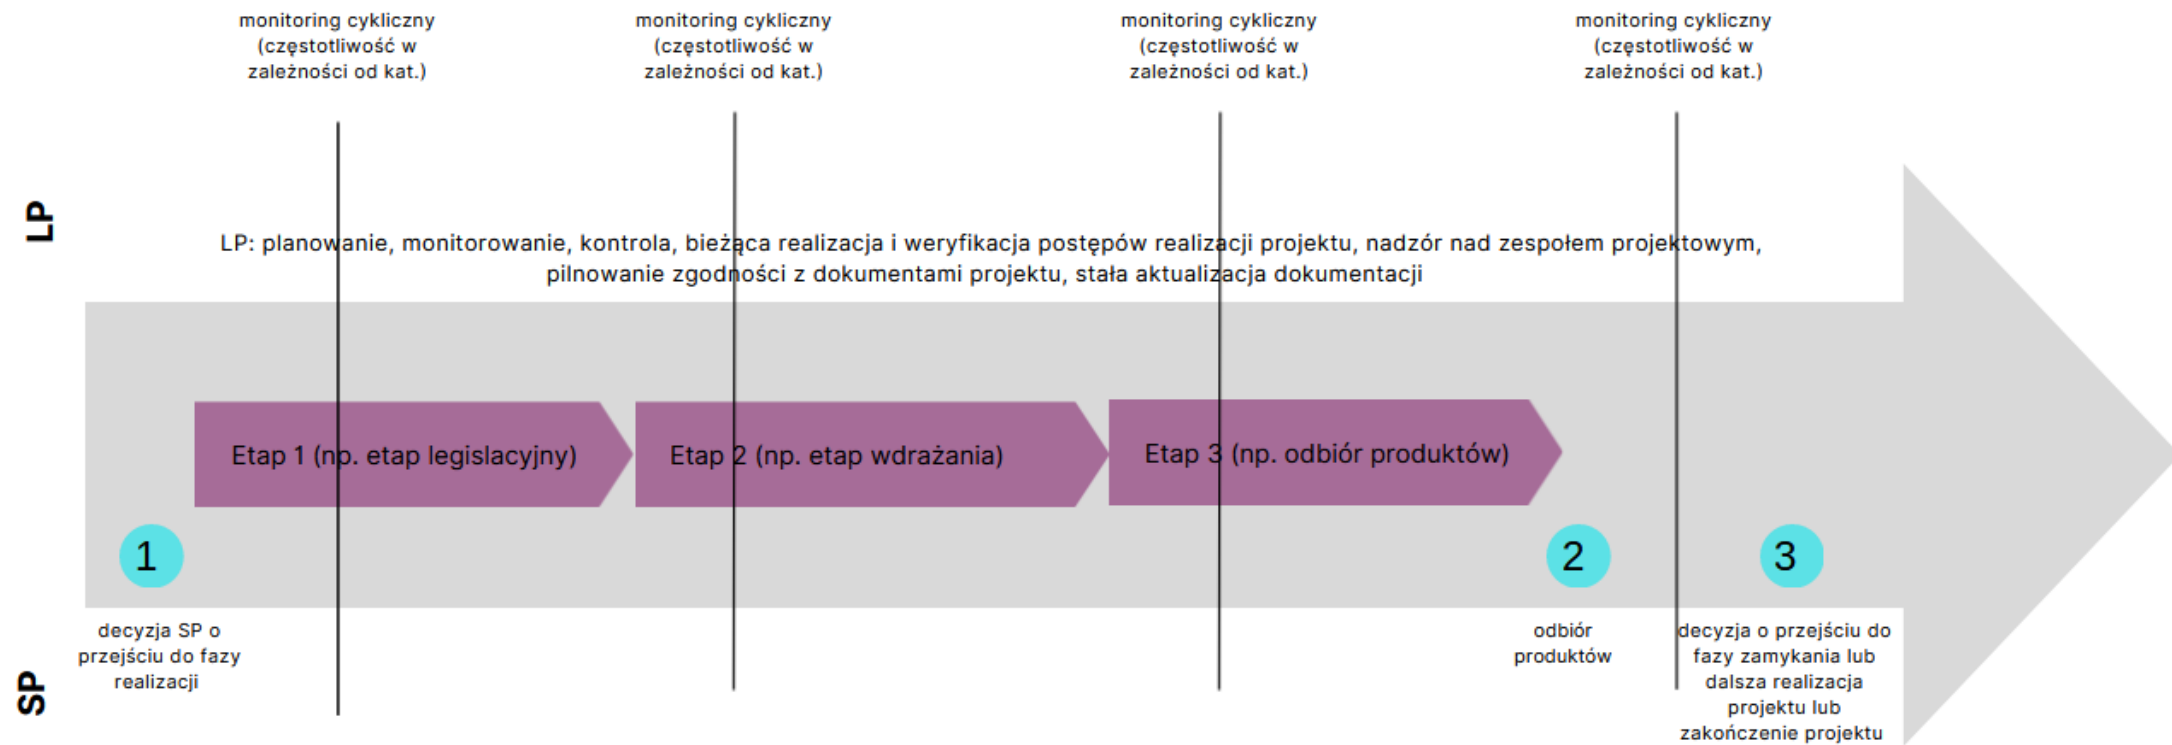 monitoring cykliczny
(częstotliwość w
zależności od kat.)
monitoring cykliczny
(częstotliwość w
zależności od kat.)
monitoring cykliczny
(częstotliwość w
zależności od kat.)
monitoring cykliczny
(częstotliwość w
zależności od kat.)
LP
LP: planowanie, monitorowanie, kontrola, bieżąca realizacja i weryfikacja postępów realizacji projektu, nadzór nad zespołem projektowym,
pilnowanie zgodności z dokumentami projektu, stała aktualizacja dokumentacji
Etap 1 (np. etap legislacyjny)
Etap 2 (np. etap wdrażania)
Etap 3 (np. odbiór produktów)
1
2
3
SP
decyzja SP o
przejściu do fazy
realizacji
odbiór
produktów
decyzja o przejściu do
fazy zamykania lub
dalsza realizacja
projektu lub
zakończenie projektu